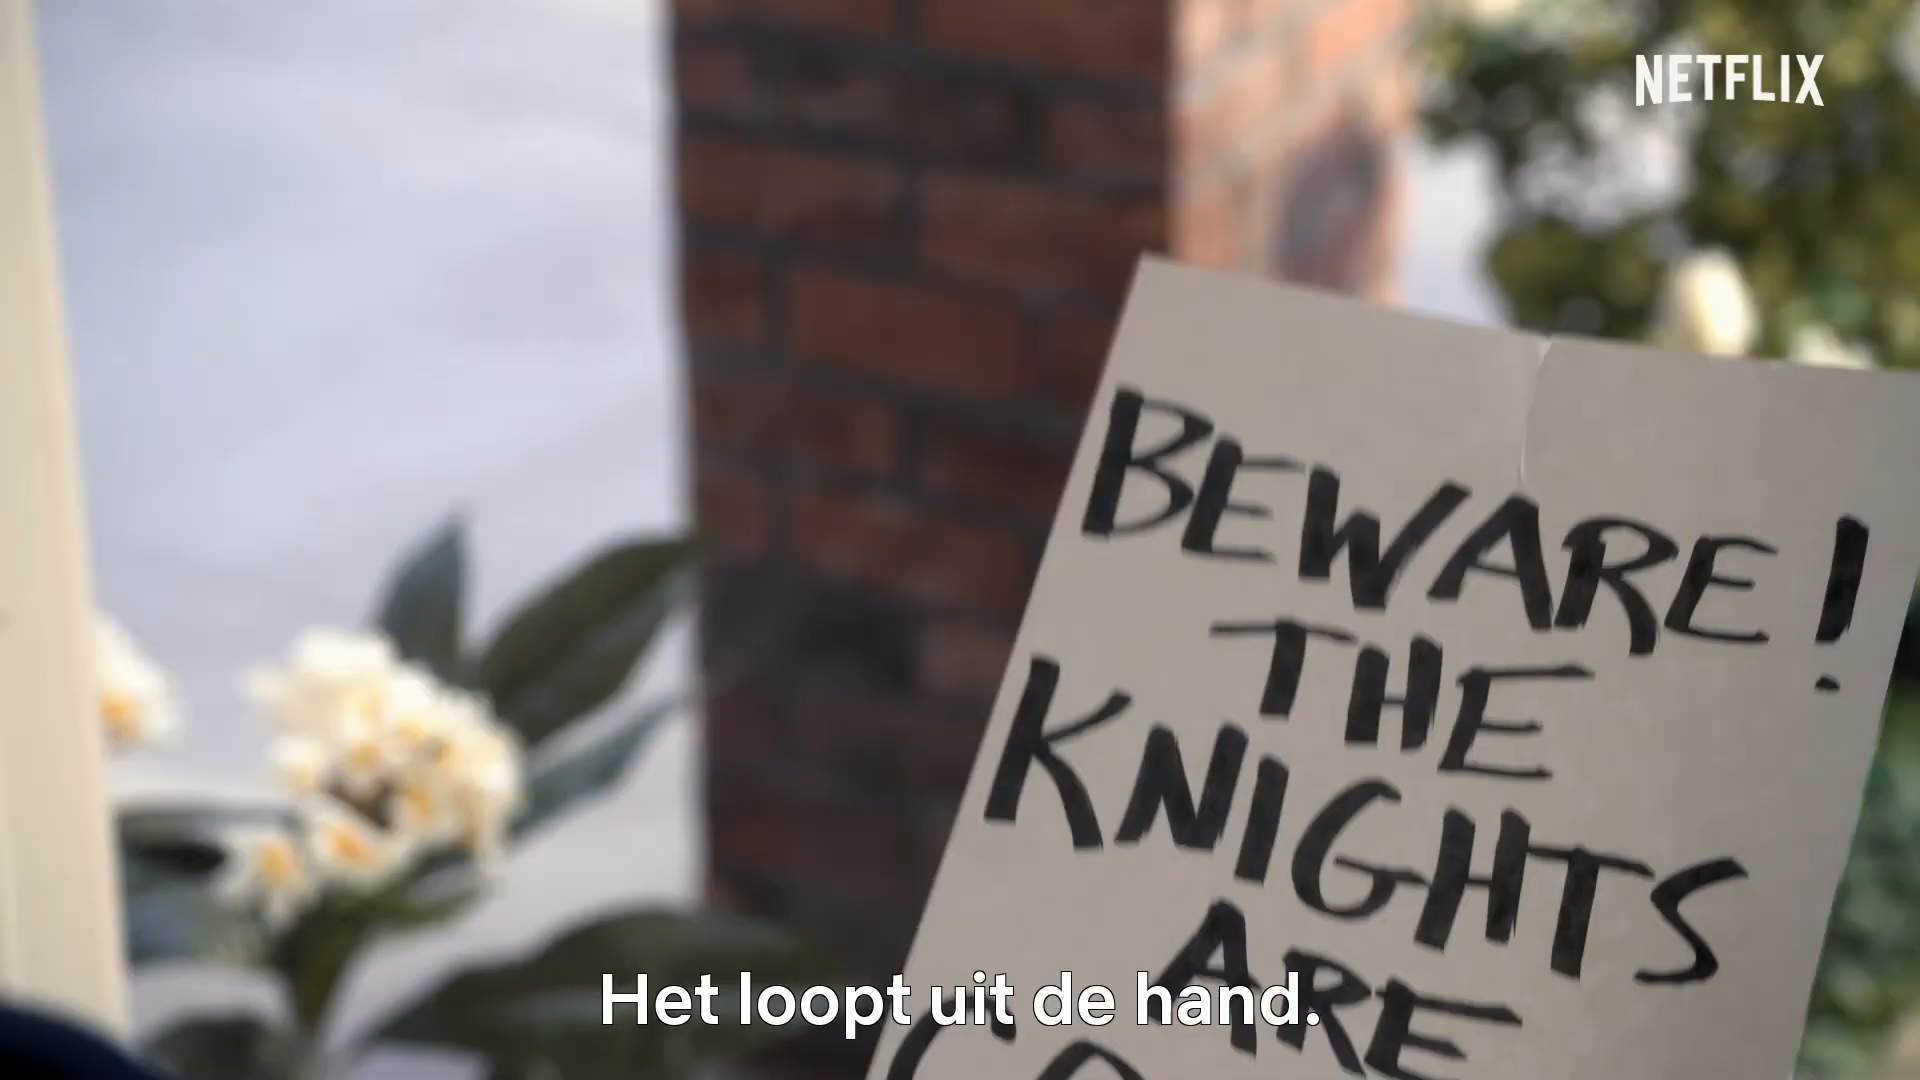 NETFLIX
BEWARE!
THE
KNIGHTS
ARE
Het loopt uit de hand.